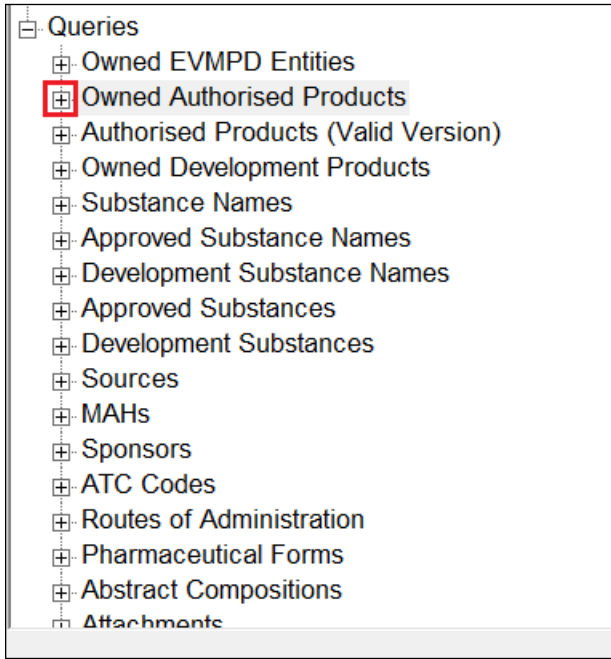 Queries
Owned EVMPD Entities
Owned Authorised Products
Authorised Products (Valid Version)
Owned Development Products
Substance Names
Approved Substance Names
Development Substance Names
Approved Substances
Development Substances
Sources
MAHs
Sponsors
ATC Codes
Routes of Administration
Pharmaceutical Forms
Abstract Compositions
Attachments